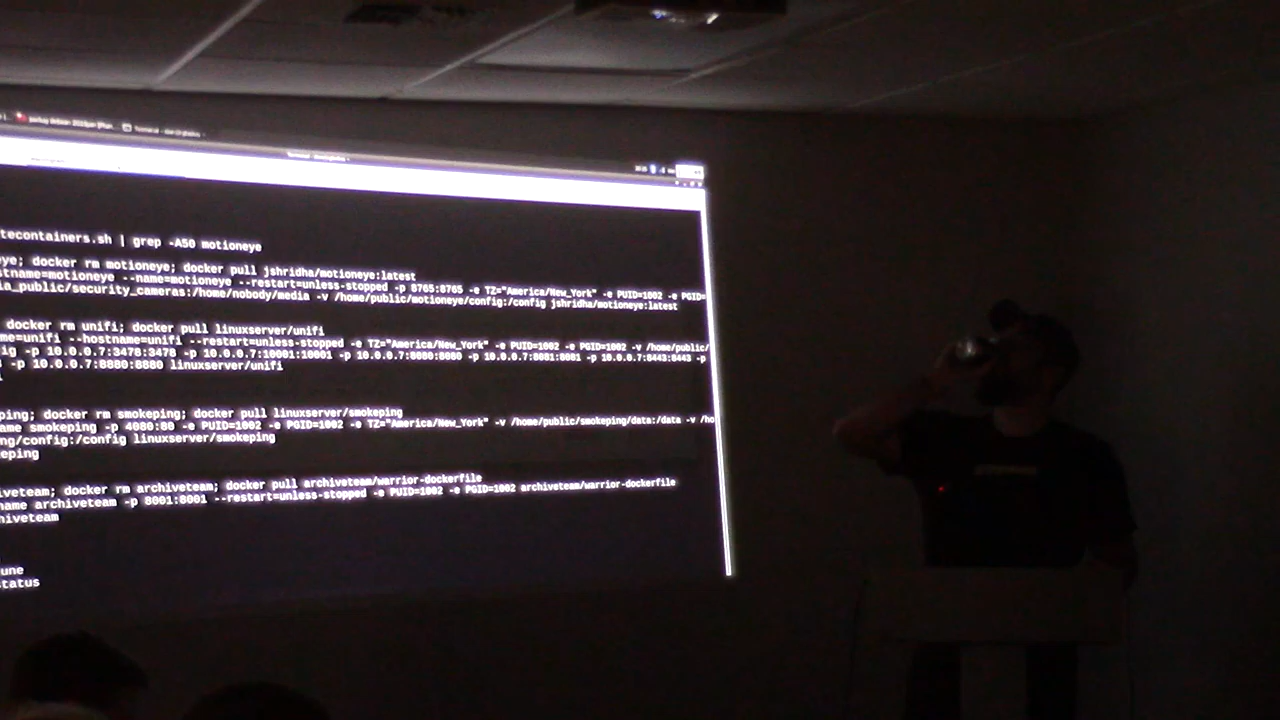 tecontainers.sh | grep -A50 motioneye
ye; docker rm motioneye; docker pull jshridha/motioneye:latest
stname=motioneye --name=motioneye --restart=unless-stopped -p 8765:8765 -e TZ="America/New_York" -e PUID=1002 -e PGID=
ia_public/security_cameras:/home/nobody/media -v /home/public/motioneye/config:/config jshridha/motioneye:latest
docker rm unifi; docker pull linuxserver/unifi
me=unifi --hostname=unifi --restart=unless-stopped -e TZ="America/New_York" -e PUID=1002 -e PGID=1002 -v /home/public/
ig -p 10.0.0.7:3478:3478 -p 10.0.0.7:10001:10001 -p 10.0.0.7:8080:8080 -p 10.0.0.7:8081:8081 -p 10.0.0.7:8443:8443 -p
-p 10.0.0.7:8880:8880 linuxserver/unifi
ping; docker rm smokeping; docker pull linuxserver/smokeping
name smokeping -p 4080:80 -e PUID=1002 -e PGID=1002 -e TZ="America/New_York" -v /home/public/smokeping/data:/data -v /ho
ng/config:/config linuxserver/smokeping
eping
iveteam; docker rm archiveteam; docker pull archiveteam/warrior-dockerfile
name archiveteam -p 8001:8001 --restart=unless-stopped -e PUID=1002 -e PGID=1002 archiveteam/warrior-dockerfile
hiveteam
une
tatus